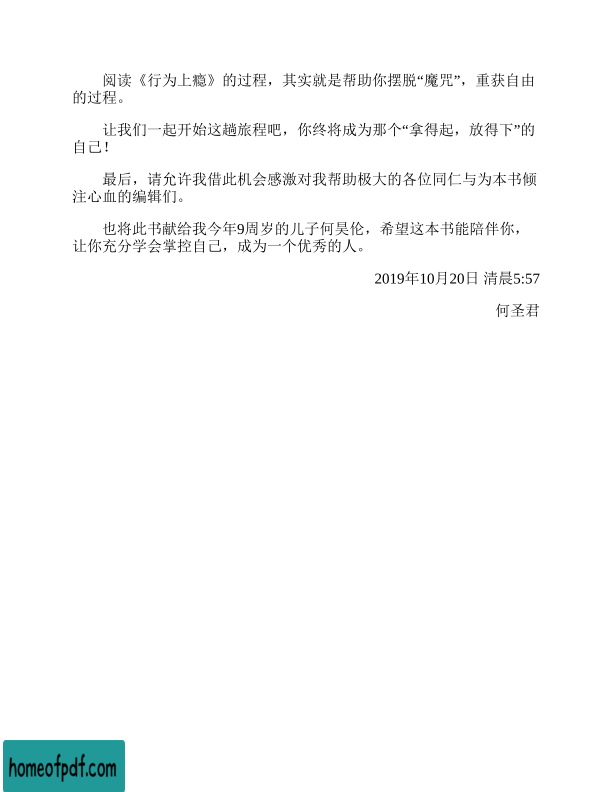 阅读《行为上瘾》的过程，其实就是帮助你摆脱“魔咒”，重获自由
的过程。
让我们一起开始这趟旅程吧，你终将成为那个“拿得起，放得下”的
自己！
最后，请允许我借此机会感激对我帮助极大的各位同仁与为本书倾
注心血的编辑们。
也将此书献给我今年9周岁的儿子何昊伦，希望这本书能陪伴你，
让你充分学会掌控自己，成为一个优秀的人。
2019年10月20日 清晨5:57
何圣君
homeofpdf.com